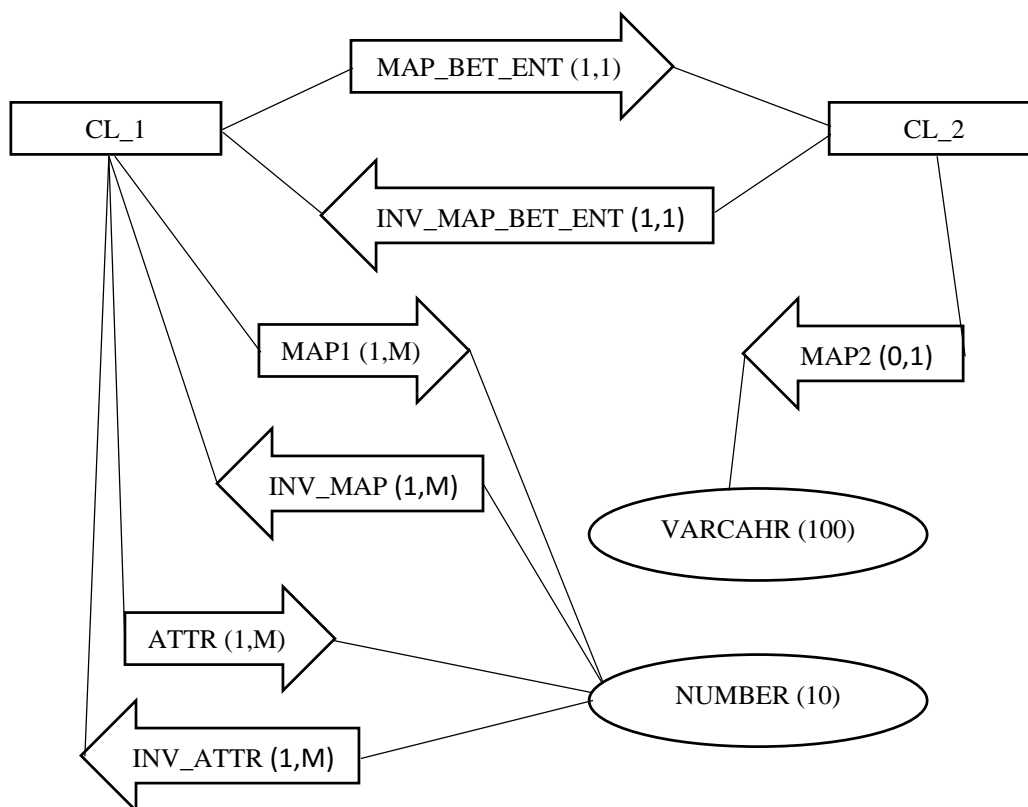 MAP_BET_ENT (1,1)
CL_1
CL_2
INV_MAP_BET_ENT (1,1)
MAP1 (1,M)
MAP2 (0,1)
INV_MAP (1,M)
VARCAHR (100)
ATTR (1,M)
NUMBER (10)
INV_ATTR (1,M)